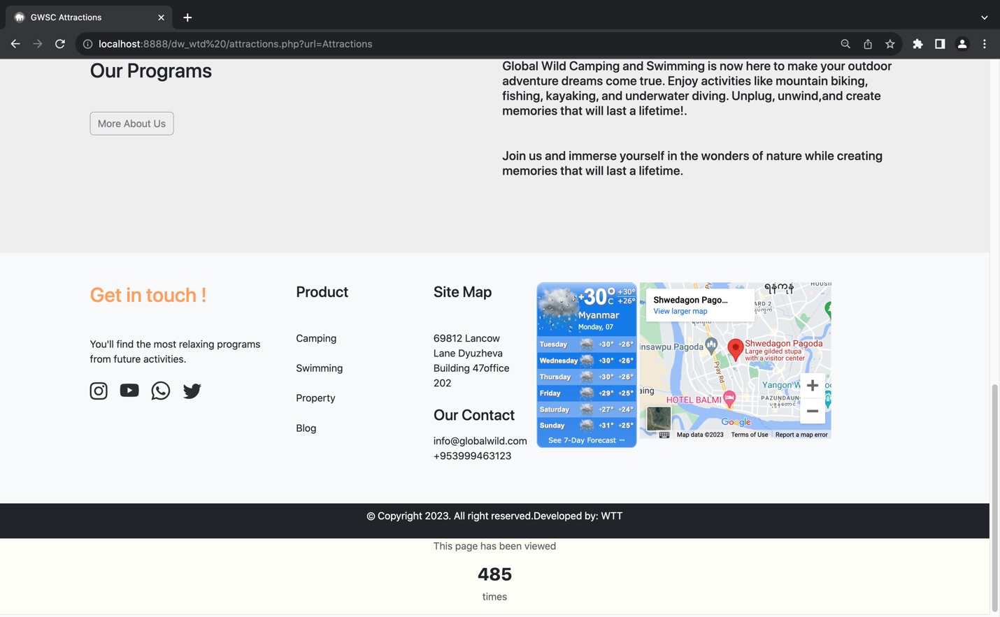 GWSC Attractions
localhost:8888/dw_wtd%20/attractions.php?url=Attractions
Our Programs
More About Us
Global Wild Camping and Swimming is now here to make your outdoor
adventure dreams come true. Enjoy activities like mountain biking,
fishing, kayaking, and underwater diving. Unplug, unwind,and create
memories that will last a lifetime!.
Join us and immerse yourself in the wonders of nature while creating
memories that will last a lifetime.
Get in touch !
You'll find the most relaxing programs
from future activities.
Product
Camping
Swimming
Property
Blog
Site Map
69812 Lancow
Lane Dyuzheva
Building 47office
202
Our Contact
info@globalwild.com
+953999463123
+30° C +30° +26°
Myanmar
Monday, 07
Tuesday +30° +26°
Wednesday +30° +26°
Thursday +30° +26°
Friday +29° +25°
Saturday +27° +24°
Sunday +31° +25°
See 7-Day Forecast ···
ရန်ကုန်
Shwedagon Pago...
View larger map
ARD 2
insawpu Pagoda
Shwedagon Pagoda
Large gilded stupa
with a visitor center
Pyay Rd
Yangon W
aing
HOTEL BALMI
PAZUNDAUN
ပုဇွန်တောင်
Google
Map data ©2023 Terms of Use Report a map error
© Copyright 2023. All right reserved.Developed by: WTT
This page has been viewed
485
times